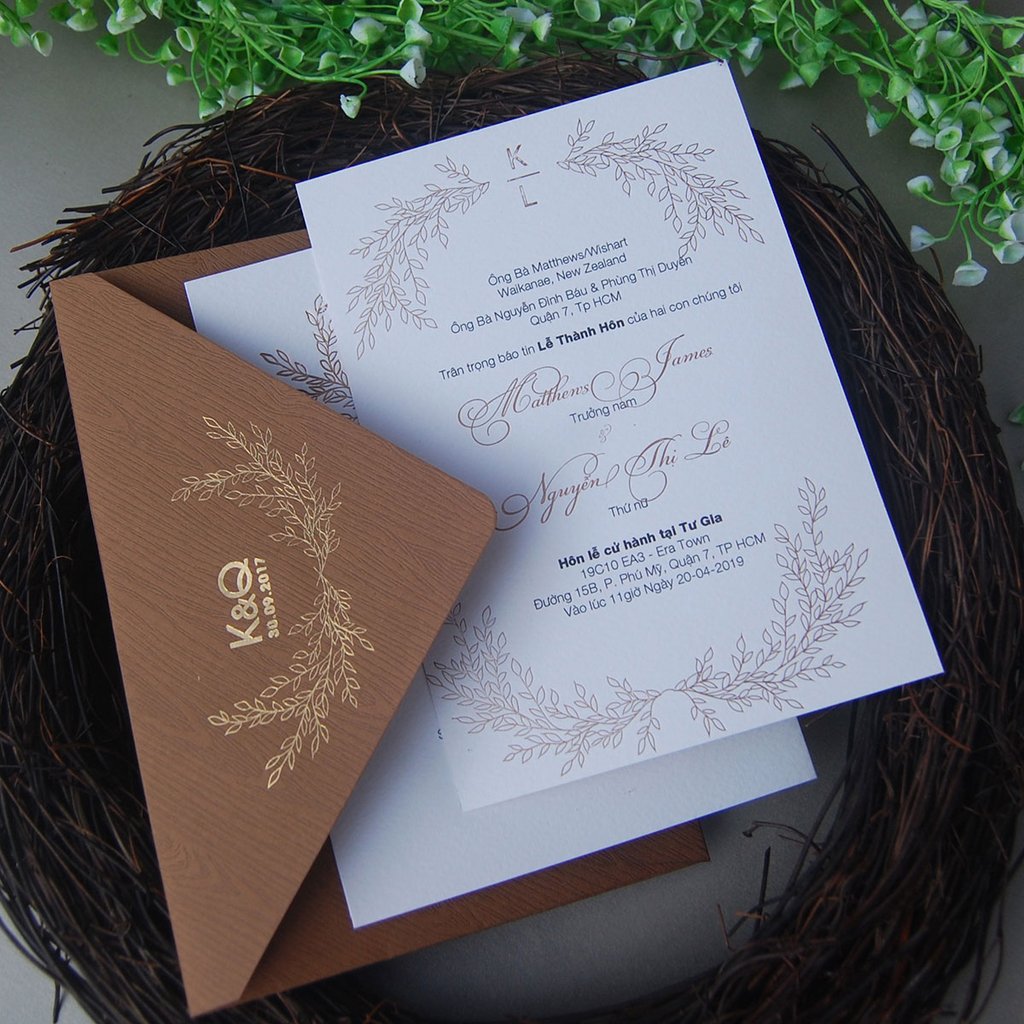 K
L
Ông Bà Matthews/Wishart
Waikanae, New Zealand
Ông Bà Nguyễn Đình Bảu & Phùng Thị Duyên
Quận 7, Tp HCM
Trân trọng báo tin Lễ Thành Hôn của hai con chúng tôi
Matthews James
Trưởng nam
&
Nguyễn Thị Lê
Thứ nữ
Hôn lễ cử hành tại Tư Gia
19C10 EA3 - Era Town
Đường 15B, P. Phú Mỹ, Quận 7, TP HCM
Vào lúc 11giờ Ngày 20-04-2019
K&Q
30.09.2017